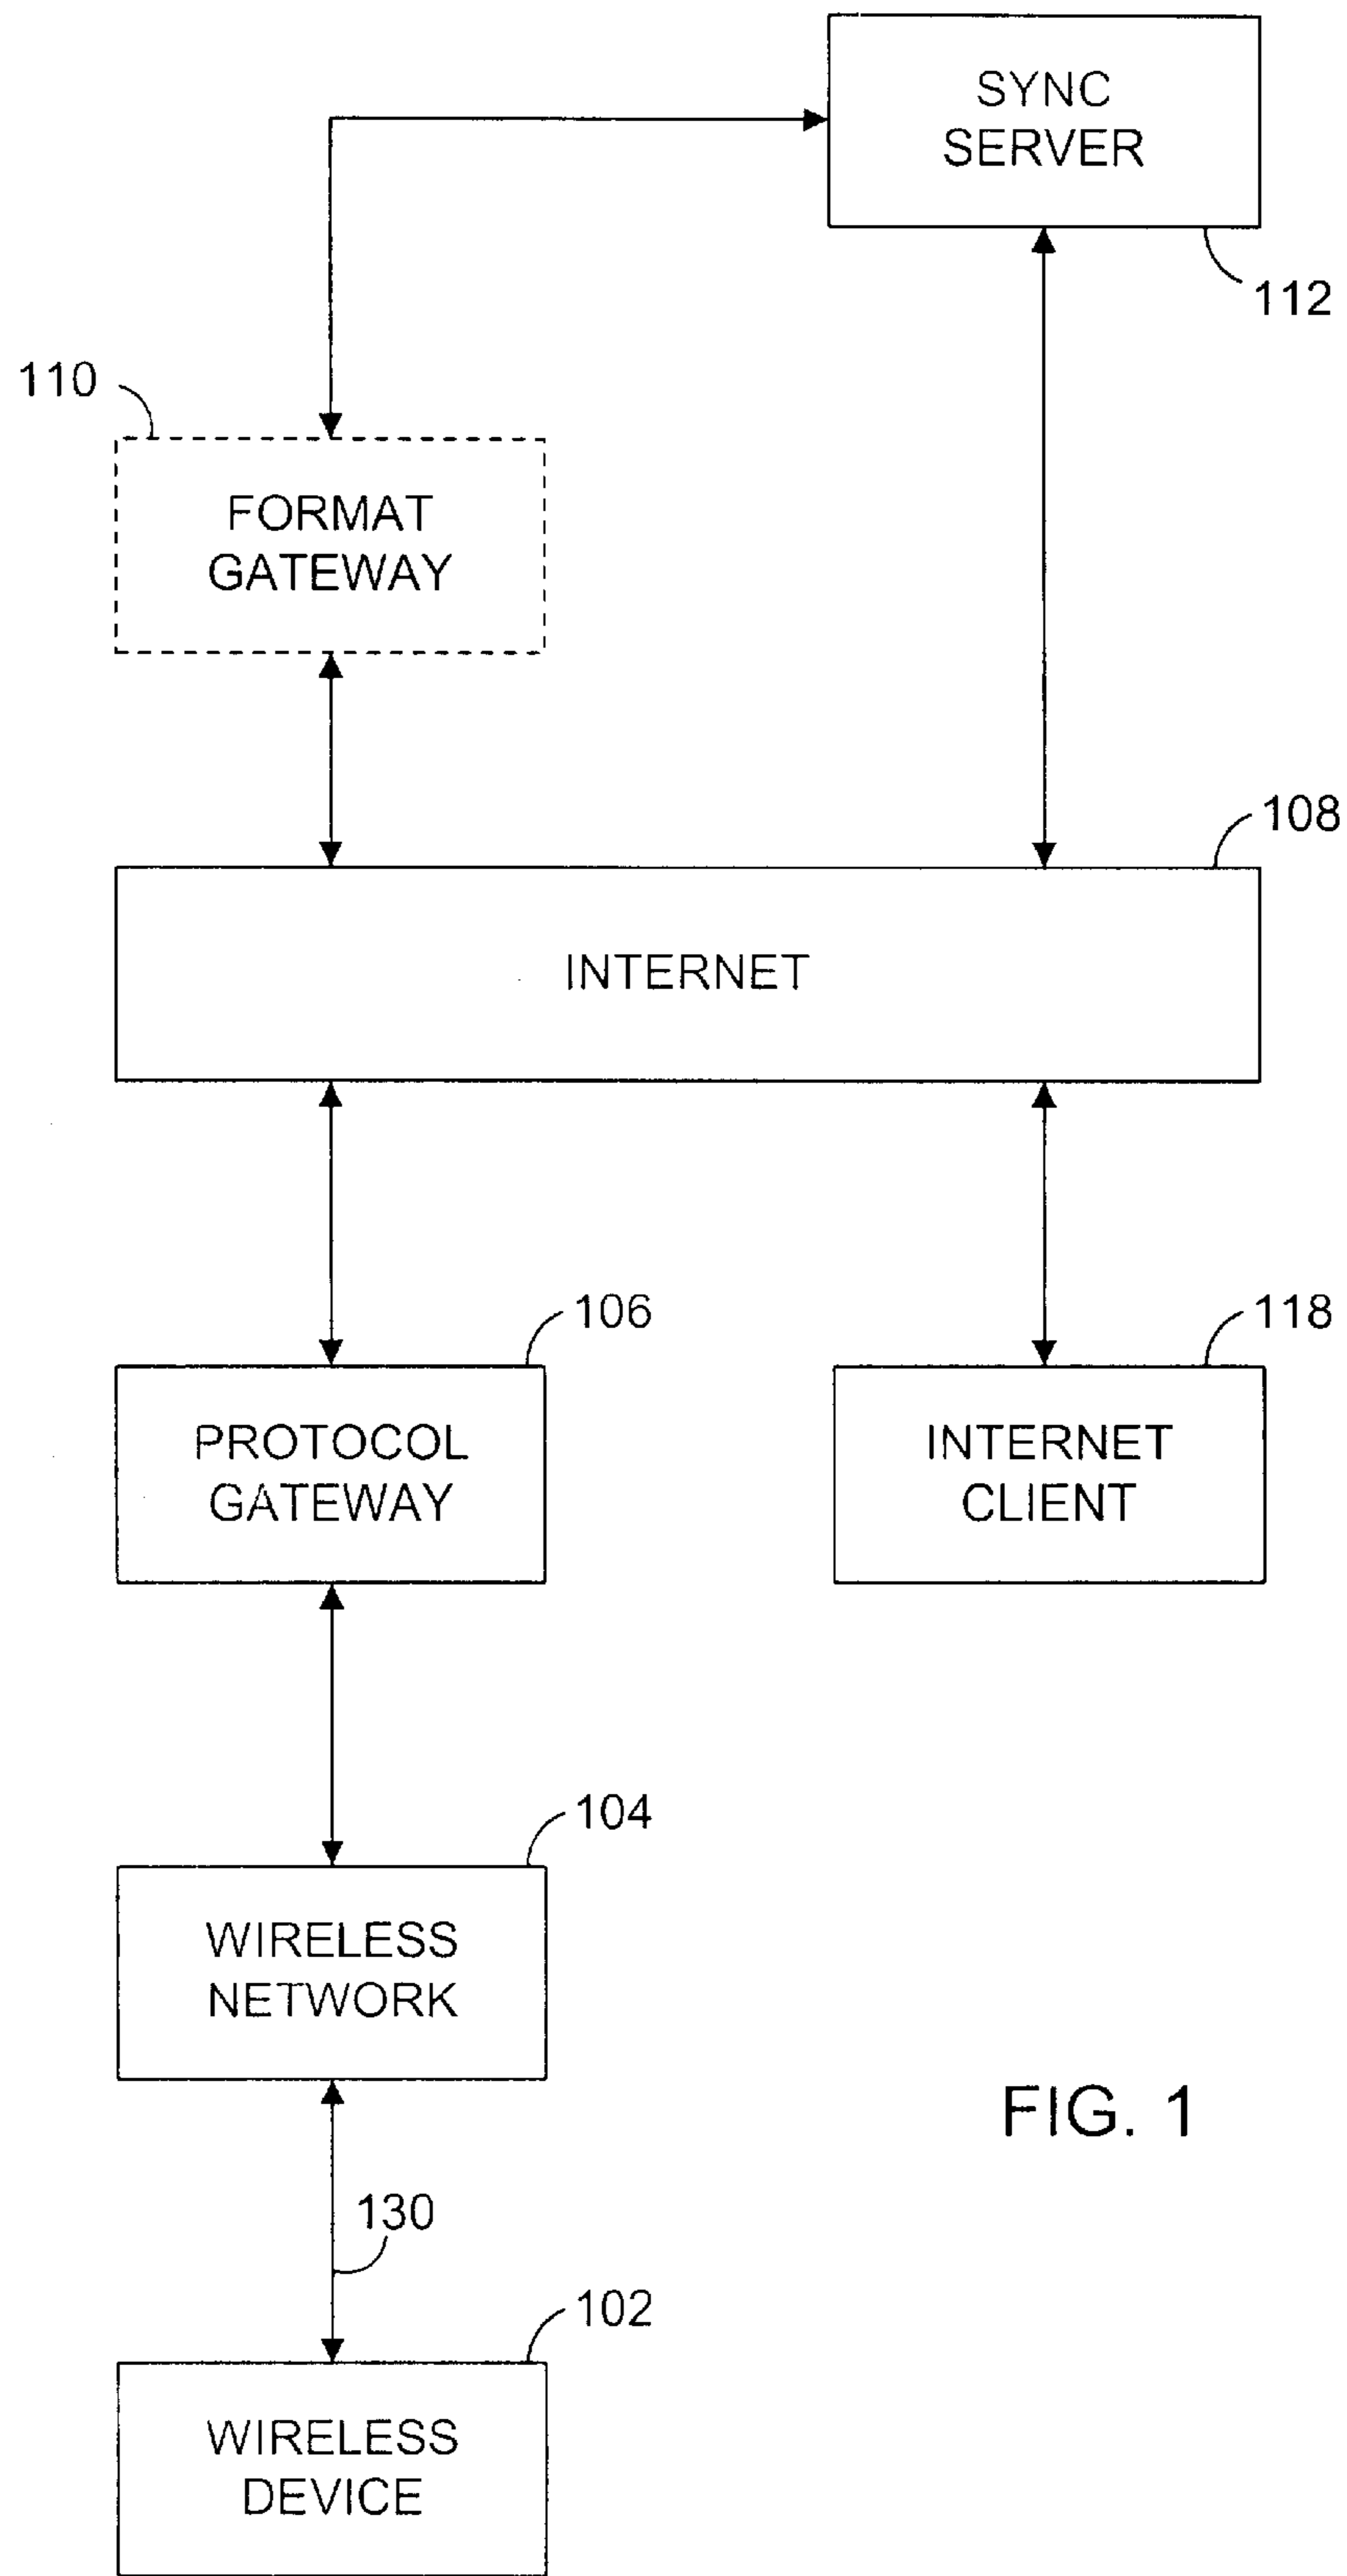 SYNC
SERVER
112
110
FORMAT
GATEWAY
108
INTERNET
106
118
PROTOCOL
GATEWAY
INTERNET
CLIENT
104
WIRELESS
NETWORK
FIG. 1
130
102
WIRELESS
DEVICE